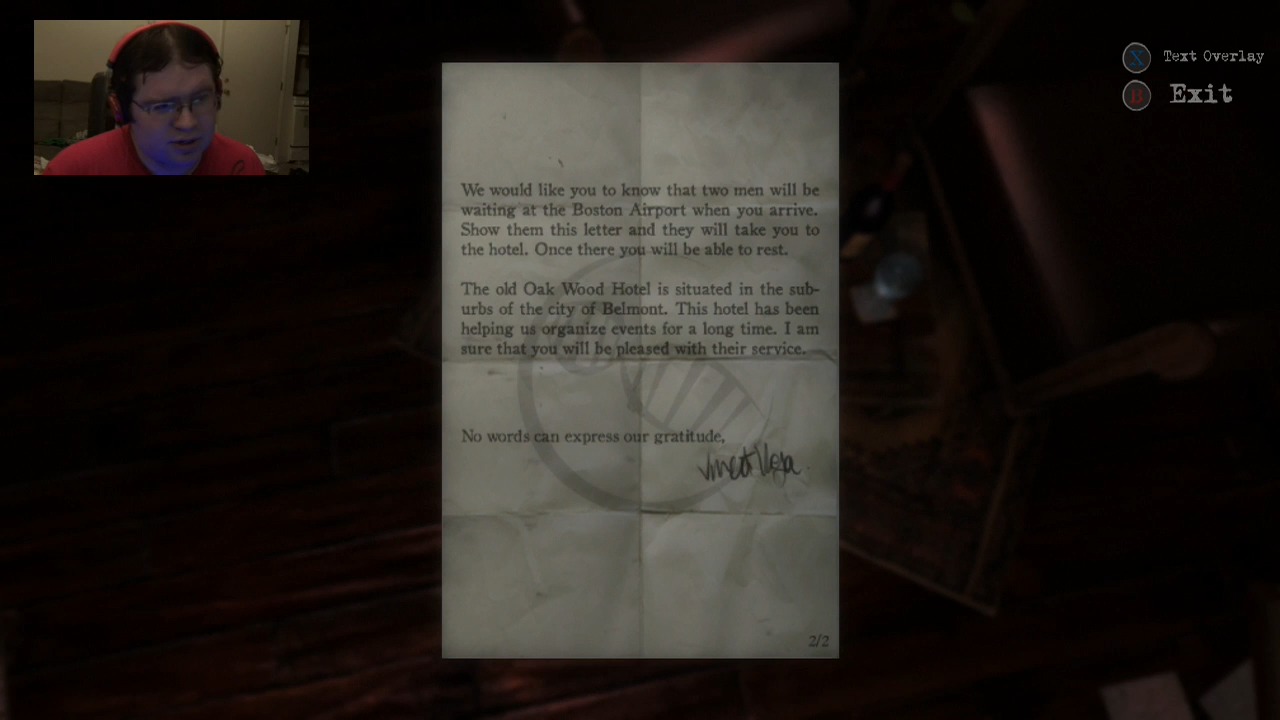 Text Overlay
Exit
We would like you to know that two men will be
waiting at the Boston Airport when you arrive.
Show them this letter and they will take you to
the hotel. Once there you will be able to rest.
The old Oak Wood Hotel is situated in the sub-
urbs of the city of Belmont. This hotel has been
helping us organize events for a long time. I am
sure that you will be pleased with their service.
No words can express our gratitude,
2/2